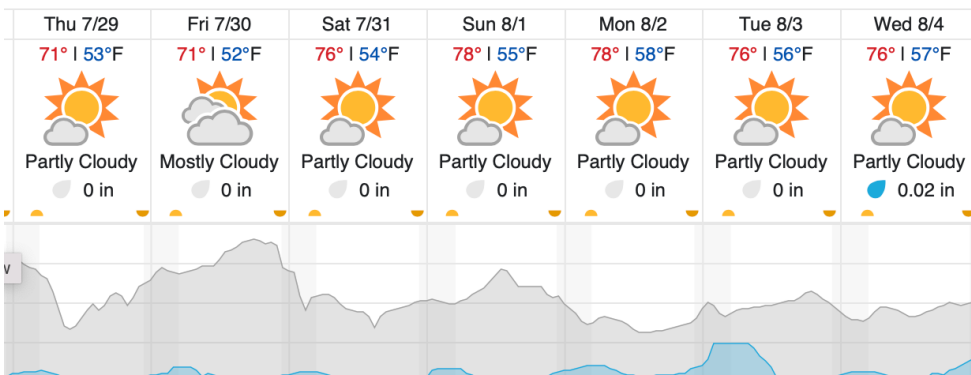 Thu 7/29 Fri 7/30 Sat 7/31 Sun 8/1 Mon 8/2 Tue 8/3 Wed 8/4
71° | 53°F 71° | 52°F 76° | 54°F 78° | 55°F 78° | 58°F 76° | 56°F 76° | 57°F
Partly Cloudy Mostly Cloudy Partly Cloudy Partly Cloudy Partly Cloudy Partly Cloudy Partly Cloudy
0 in 0 in 0 in 0 in 0 in 0 in 0.02 in
w